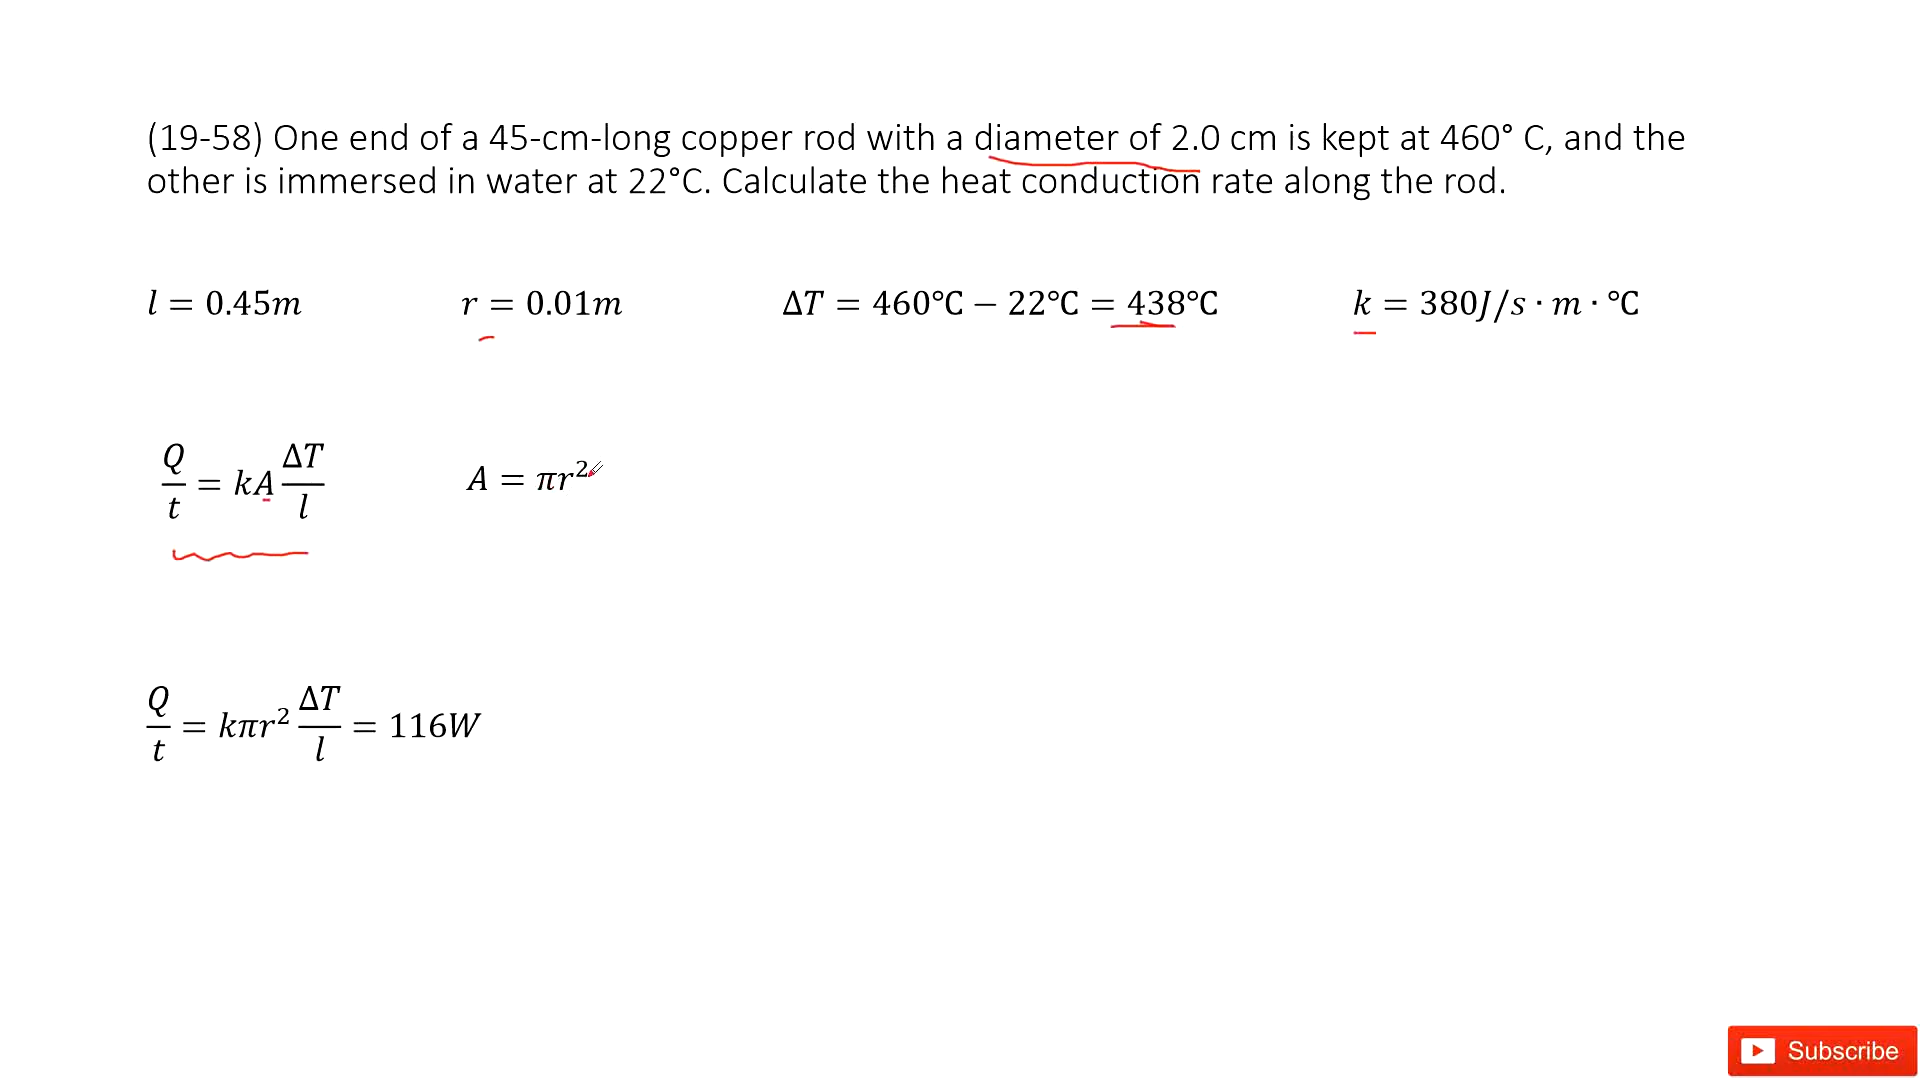 (19-58) One end of a 45-cm-long copper rod with a diameter of 2.0 cm is kept at 460° C, and the
other is immersed in water at 22°C. Calculate the heat conduction rate along the rod.
l = 0.45m r = 0.01m ΔT = 460℃ − 22℃ = 438℃ k = 380J/s · m · ℃
Q/t = kA ΔT/l A = πr²
Q/t = kπr² ΔT/l = 116W
Subscribe